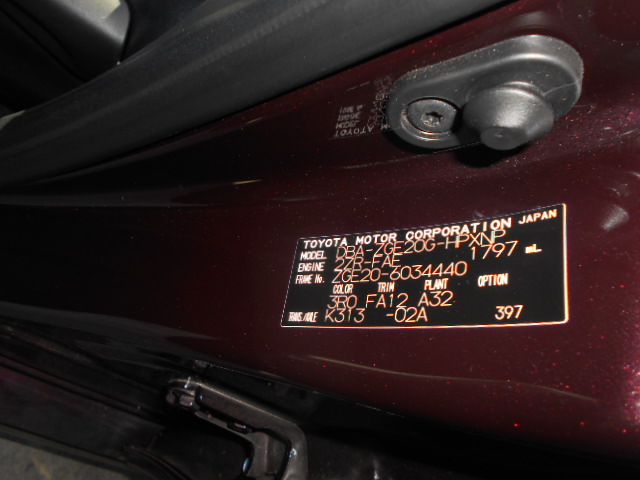 TOYOTA MOTOR CORPORATION JAPAN
MODEL DBA-ZGE20G-HPXNP
ENGINE 2ZR-FAE 1797 mL
FRAME No. ZGE20-6034440
COLOR TRIM PLANT OPTION
3R0 FA12 A32
TRANS./AXLE K313 -02A 397